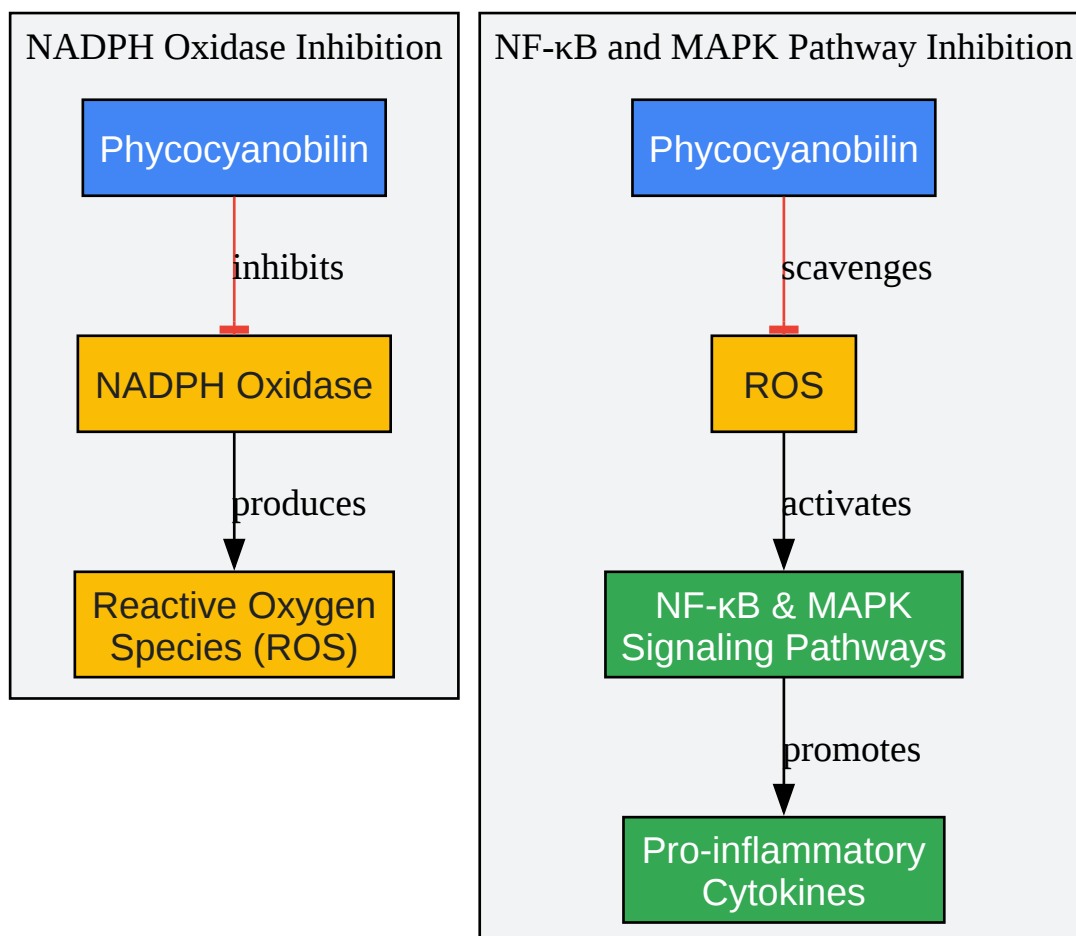 NADPH Oxidase Inhibition
Phycocyanobilin
inhibits
NADPH Oxidase
produces
Reactive Oxygen
Species (ROS)
NF-κB and MAPK Pathway Inhibition
Phycocyanobilin
scavenges
ROS
activates
NF-κB & MAPK
Signaling Pathways
promotes
Pro-inflammatory
Cytokines